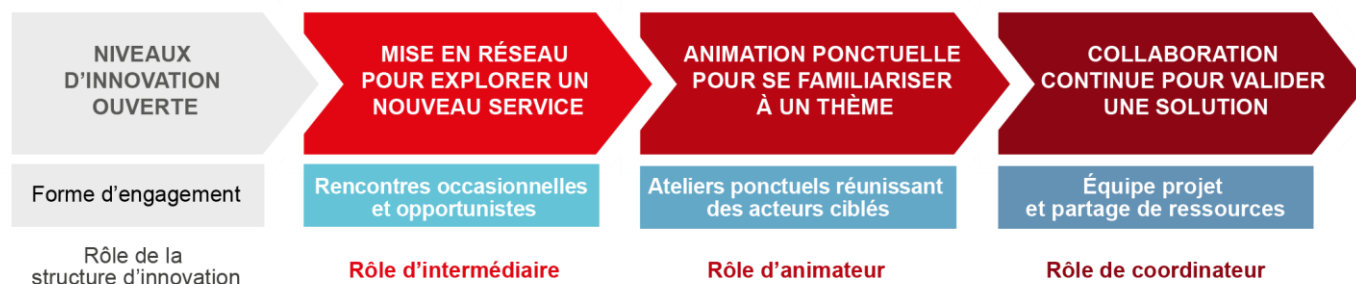 NIVEAUX
D'INNOVATION
OUVERTE
MISE EN RÉSEAU
POUR EXPLORER UN
NOUVEAU SERVICE
ANIMATION PONCTUELLE
POUR SE FAMILIARISER
À UN THÈME
COLLABORATION
CONTINUE POUR VALIDER
UNE SOLUTION
Forme d'engagement
Rencontres occasionnelles
et opportunistes
Ateliers ponctuels réunissant
des acteurs ciblés
Équipe projet
et partage de ressources
Rôle de la
structure d'innovation
Rôle d'intermédiaire
Rôle d'animateur
Rôle de coordinateur